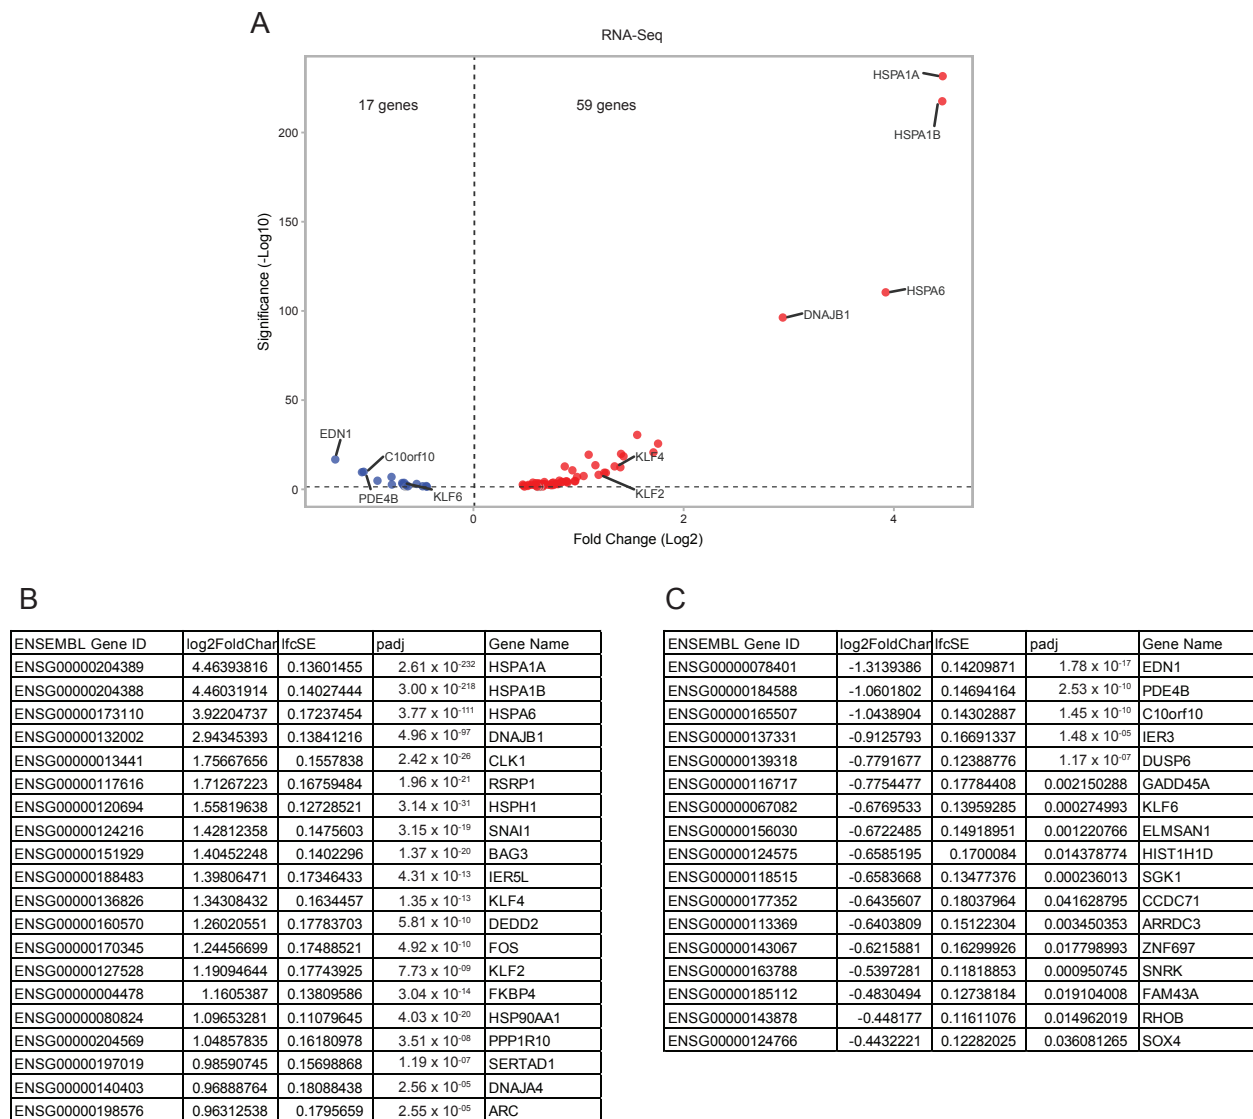 A
RNA-Seq
17 genes
59 genes
HSPA1A
HSPA1B
HSPA6
DNAJB1
EDN1
C10orf10
PDE4B
KLF6
KLF4
KLF2
200
150
100
50
0
0 2 4
Significance (-Log10)
Fold Change (Log2)
B
ENSEMBL Gene ID log2FoldChar lfcSE padj Gene Name
ENSG00000204389 4.46393816 0.13601455 2.61 x 10⁻²³² HSPA1A
ENSG00000204388 4.46031914 0.14027444 3.00 x 10⁻²¹⁸ HSPA1B
ENSG00000173110 3.92204737 0.17237454 3.77 x 10⁻¹¹¹ HSPA6
ENSG00000132002 2.94345393 0.13841216 4.96 x 10⁻⁹⁷ DNAJB1
ENSG00000013441 1.75667656 0.1557838 2.42 x 10⁻²⁶ CLK1
ENSG00000117616 1.71267223 0.16759484 1.96 x 10⁻²¹ RSRP1
ENSG00000120694 1.55819638 0.12728521 3.14 x 10⁻³¹ HSPH1
ENSG00000124216 1.42812358 0.1475603 3.15 x 10⁻¹⁹ SNAI1
ENSG00000151929 1.40452248 0.1402296 1.37 x 10⁻²⁰ BAG3
ENSG00000188483 1.39806471 0.17346433 4.31 x 10⁻¹³ IER5L
ENSG00000136826 1.34308432 0.1634457 1.35 x 10⁻¹³ KLF4
ENSG00000160570 1.26020551 0.17783703 5.81 x 10⁻¹⁰ DEDD2
ENSG00000170345 1.24456699 0.17488521 4.92 x 10⁻¹⁰ FOS
ENSG00000127528 1.19094644 0.17743925 7.73 x 10⁻⁰⁹ KLF2
ENSG00000004478 1.1605387 0.13809586 3.04 x 10⁻¹⁴ FKBP4
ENSG00000080824 1.09653281 0.11079645 4.03 x 10⁻²⁰ HSP90AA1
ENSG00000204569 1.04857835 0.16180978 3.51 x 10⁻⁰⁸ PPP1R10
ENSG00000197019 0.98590745 0.15698868 1.19 x 10⁻⁰⁷ SERTAD1
ENSG00000140403 0.96888764 0.18088438 2.56 x 10⁻⁰⁵ DNAJA4
ENSG00000198576 0.96312538 0.1795659 2.55 x 10⁻⁰⁵ ARC
C
ENSEMBL Gene ID log2FoldChar lfcSE padj Gene Name
ENSG00000078401 -1.3139386 0.14209871 1.78 x 10⁻¹⁷ EDN1
ENSG00000184588 -1.0601802 0.14694164 2.53 x 10⁻¹⁰ PDE4B
ENSG00000165507 -1.0438904 0.14302887 1.45 x 10⁻¹⁰ C10orf10
ENSG00000137331 -0.9125793 0.16691337 1.48 x 10⁻⁰⁵ IER3
ENSG00000139318 -0.7791677 0.12388776 1.17 x 10⁻⁰⁷ DUSP6
ENSG00000116717 -0.7754477 0.17784408 0.002150288 GADD45A
ENSG00000067082 -0.6769533 0.13959285 0.000274993 KLF6
ENSG00000156030 -0.6722485 0.14918951 0.001220766 ELMSAN1
ENSG00000124575 -0.6585195 0.1700084 0.014378774 HIST1H1D
ENSG00000118515 -0.6583668 0.13477376 0.000236013 SGK1
ENSG00000177352 -0.6435607 0.18037964 0.041628795 CCDC71
ENSG00000113369 -0.6403809 0.15122304 0.003450353 ARRDC3
ENSG00000143067 -0.6215881 0.16299926 0.017798993 ZNF697
ENSG00000163788 -0.5397281 0.11818853 0.000950745 SNRK
ENSG00000185112 -0.4830494 0.12738184 0.019104008 FAM43A
ENSG00000143878 -0.448177 0.11611076 0.014962019 RHOB
ENSG00000124766 -0.4432221 0.12282025 0.036081265 SOX4